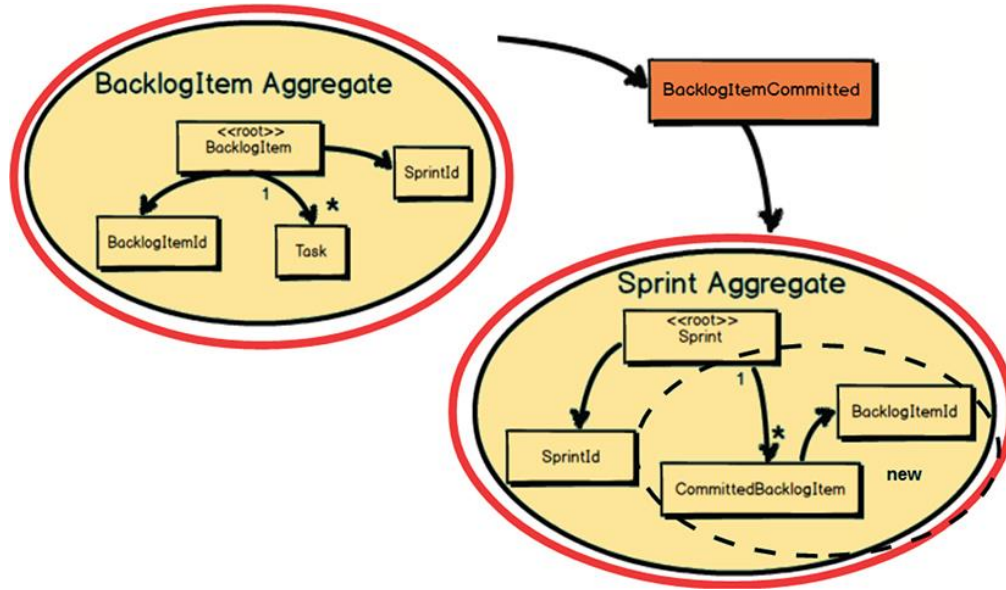 BacklogItem Aggregate
<<root>>
BacklogItem
SprintId
1
*
BacklogItemId
Task
BacklogItemCommitted
Sprint Aggregate
<<root>>
Sprint
1
BacklogItemId
*
SprintId
CommittedBacklogItem
new